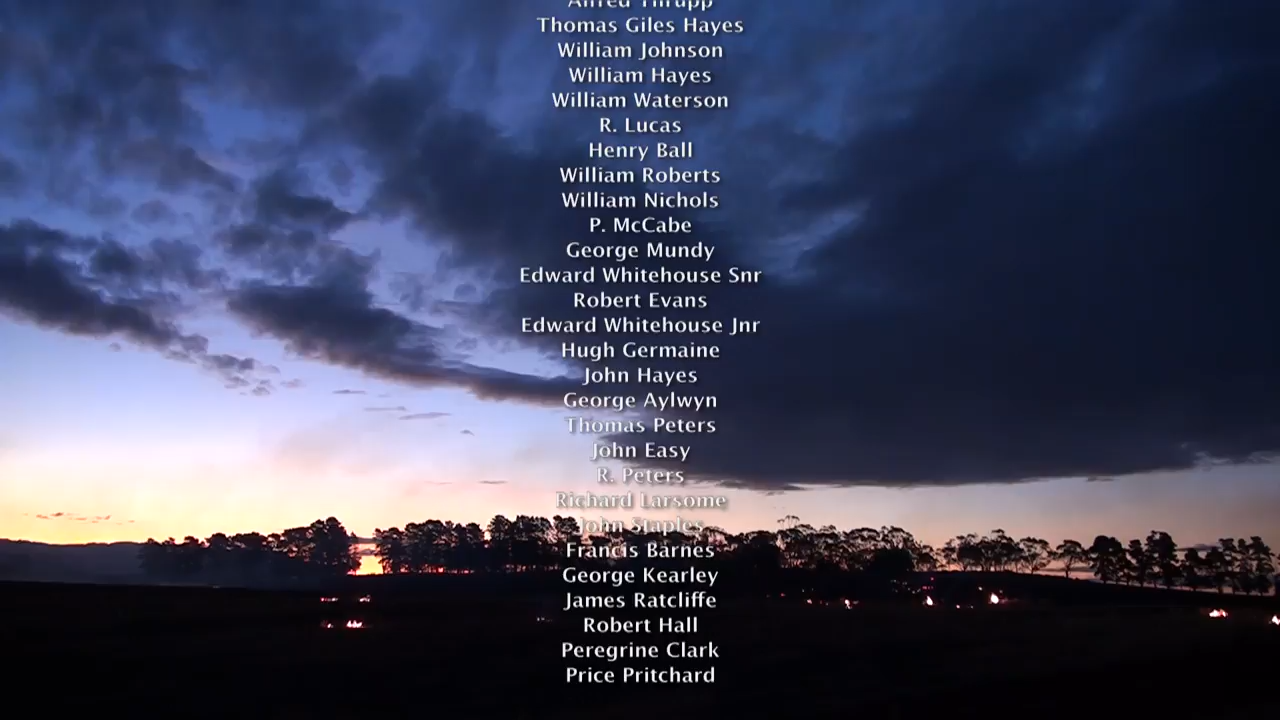 Alfred Thrupp
Thomas Giles Hayes
William Johnson
William Hayes
William Waterson
R. Lucas
Henry Ball
William Roberts
William Nichols
P. McCabe
George Mundy
Edward Whitehouse Snr
Robert Evans
Edward Whitehouse Jnr
Hugh Germaine
John Hayes
George Aylwyn
Thomas Peters
John Easy
R. Peters
Richard Larsome
John Staples
Francis Barnes
George Kearley
James Ratcliffe
Robert Hall
Peregrine Clark
Price Pritchard